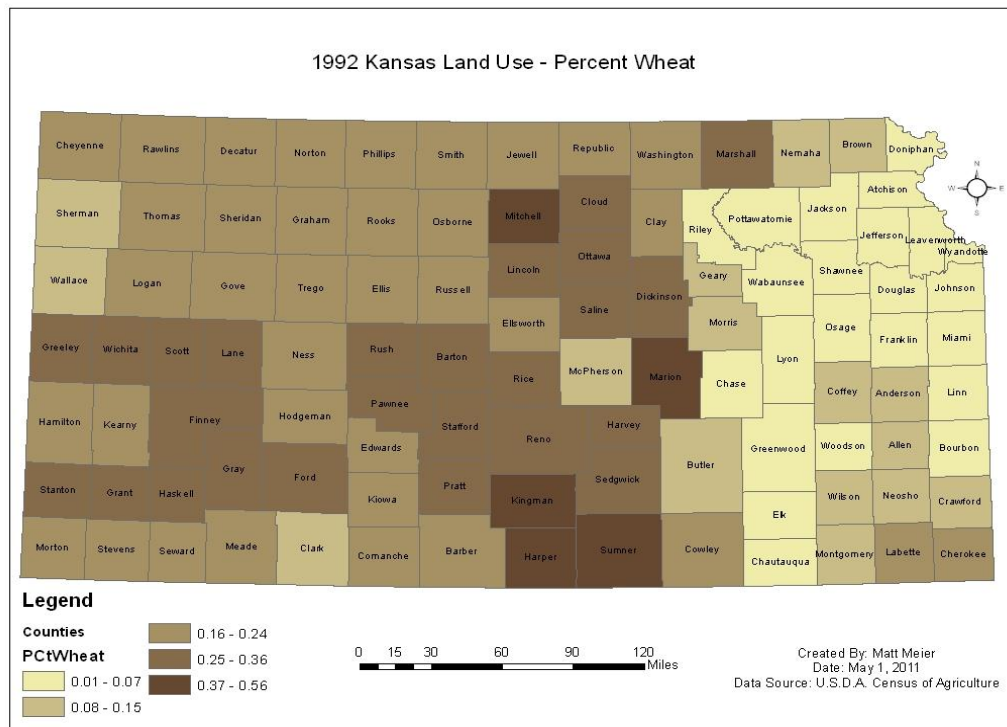 1992 Kansas Land Use - Percent Wheat
Cheyenne Rawlins Decatur Norton Phillips Smith Jewell Republic Washington Marshall Nemaha Brown Doniphan
N
W E
S
Sherman Thomas Sheridan Graham Rooks Osborne Mitchell Cloud Clay Riley Pottawatomie Jackson Atchison
Jefferson Leavenworth
Wyandotte
Wallace Logan Gove Trego Ellis Russell Lincoln Ottawa Geary Wabaunsee Shawnee Douglas Johnson
Saline Dickinson
Ellsworth Morris Osage Franklin Miami
Greeley Wichita Scott Lane Ness Rush Barton Rice McPherson Marion Chase Lyon
Coffey Anderson Linn
Hamilton Kearny Finney Hodgeman Pawnee Stafford Reno Harvey
Edwards Butler Greenwood Woodson Allen Bourbon
Gray Ford Sedgwick
Stanton Grant Haskell Kiowa Pratt Kingman Wilson Neosho Crawford
Elk
Morton Stevens Seward Meade Clark Comanche Barber Harper Sumner Cowley Chautauqua Montgomery Labette Cherokee
Legend
Counties
PCtWheat
0.01 - 0.07
0.08 - 0.15
0.16 - 0.24
0.25 - 0.36
0.37 - 0.56
0 15 30 60 90 120
Miles
Created By: Matt Meier
Date: May 1, 2011
Data Source: U.S.D.A. Census of Agriculture